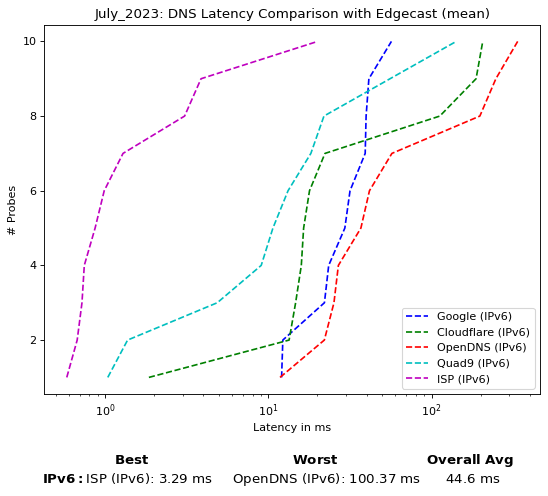 July_2023: DNS Latency Comparison with Edgecast (mean)
10
8
6
4
2
# Probes
Google (IPv6)
Cloudflare (IPv6)
OpenDNS (IPv6)
Quad9 (IPv6)
ISP (IPv6)
10⁰ 10¹ 10²
Latency in ms
Best Worst Overall Avg
IPv6: ISP (IPv6): 3.29 ms OpenDNS (IPv6): 100.37 ms 44.6 ms